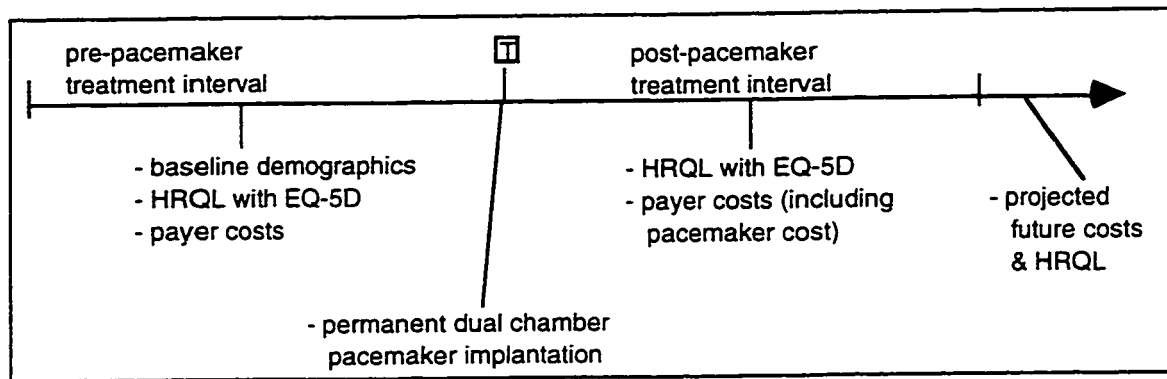 pre-pacemaker
treatment interval
T
post-pacemaker
treatment interval
- baseline demographics
- HRQL with EQ-5D
- payer costs
- HRQL with EQ-5D
- payer costs (including
pacemaker cost)
- projected
future costs
& HRQL
- permanent dual chamber
pacemaker implantation